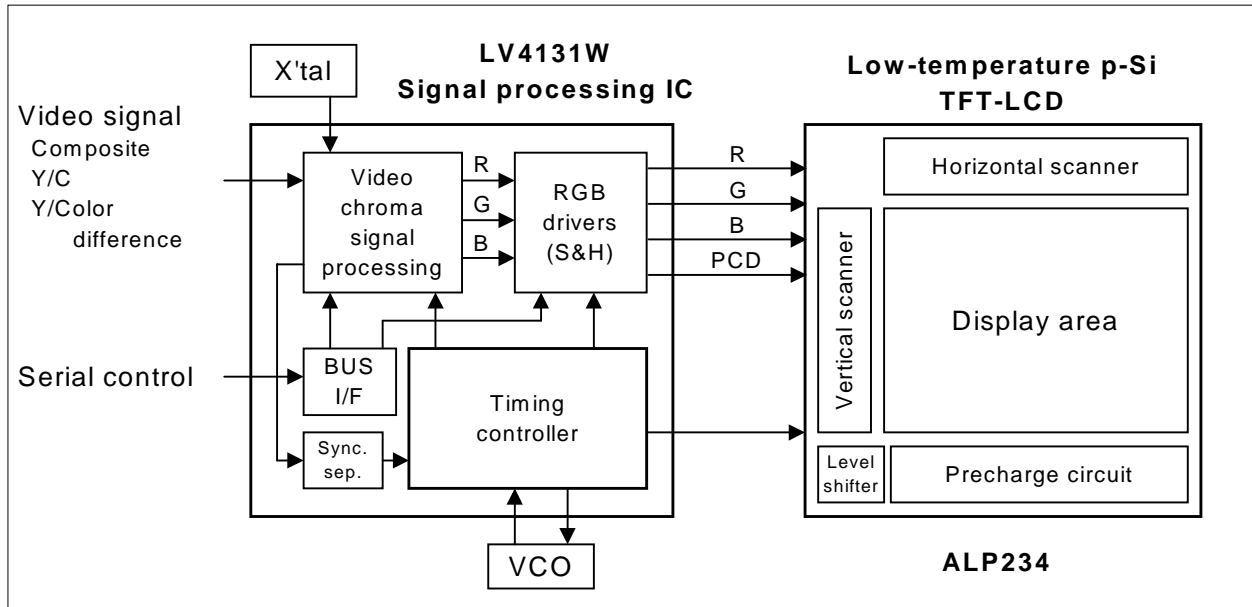 X'tal
LV4131W
Signal processing IC
Low-temperature p-Si
TFT-LCD
Video signal
Composite
Y/C
Y/Color
difference
Video
chroma
signal
processing
R
G
B
RGB
drivers
(S&H)
R
G
B
PCD
Horizontal scanner
Vertical scanner
Display area
Serial control
BUS
I/F
Timing
controller
Sync.
sep.
Level
shifter
Precharge circuit
VCO
ALP234